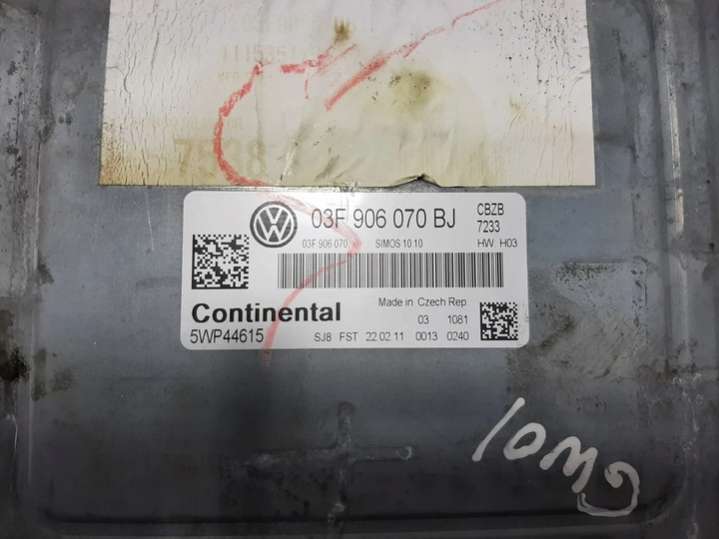 03F 906 070 BJ CBZB
7233
03F 906 070 SIMOS 10.10 HW H03
Continental Made in Czech Rep
03 1081
5WP44615 SJ8 FST 22 02 11 0013 0240